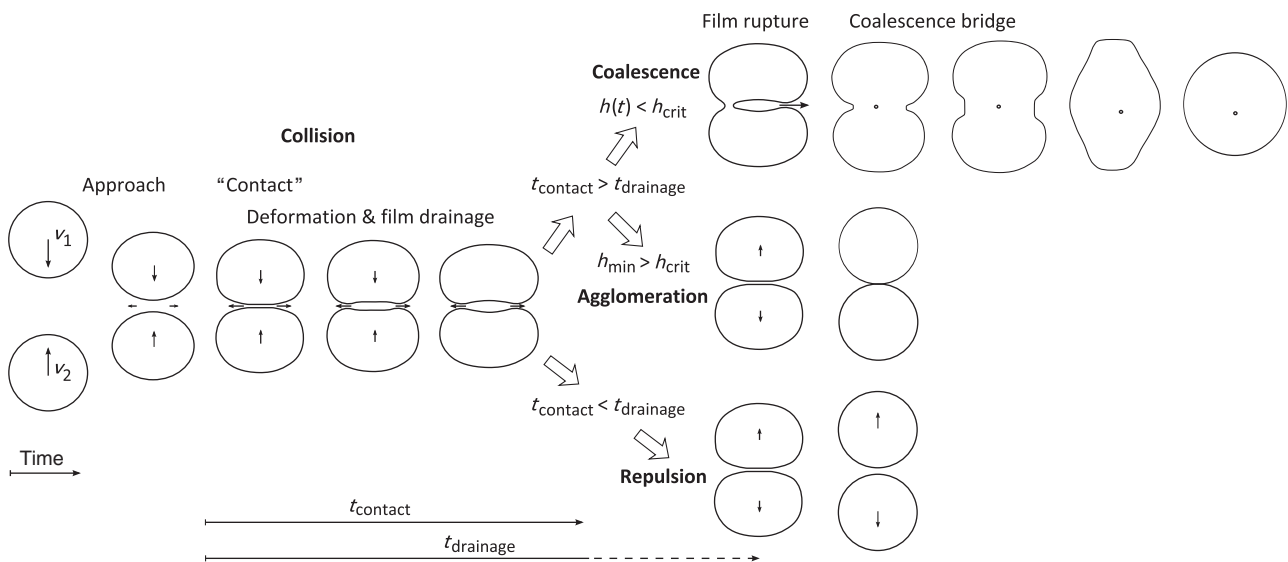 Film rupture
Coalescence bridge
Coalescence
h(t) < hcrit
Collision
Approach
“Contact”
tcontact > tdrainage
Deformation & film drainage
v1
hmin > hcrit
Agglomeration
v2
tcontact < tdrainage
Time
Repulsion
tcontact
tdrainage